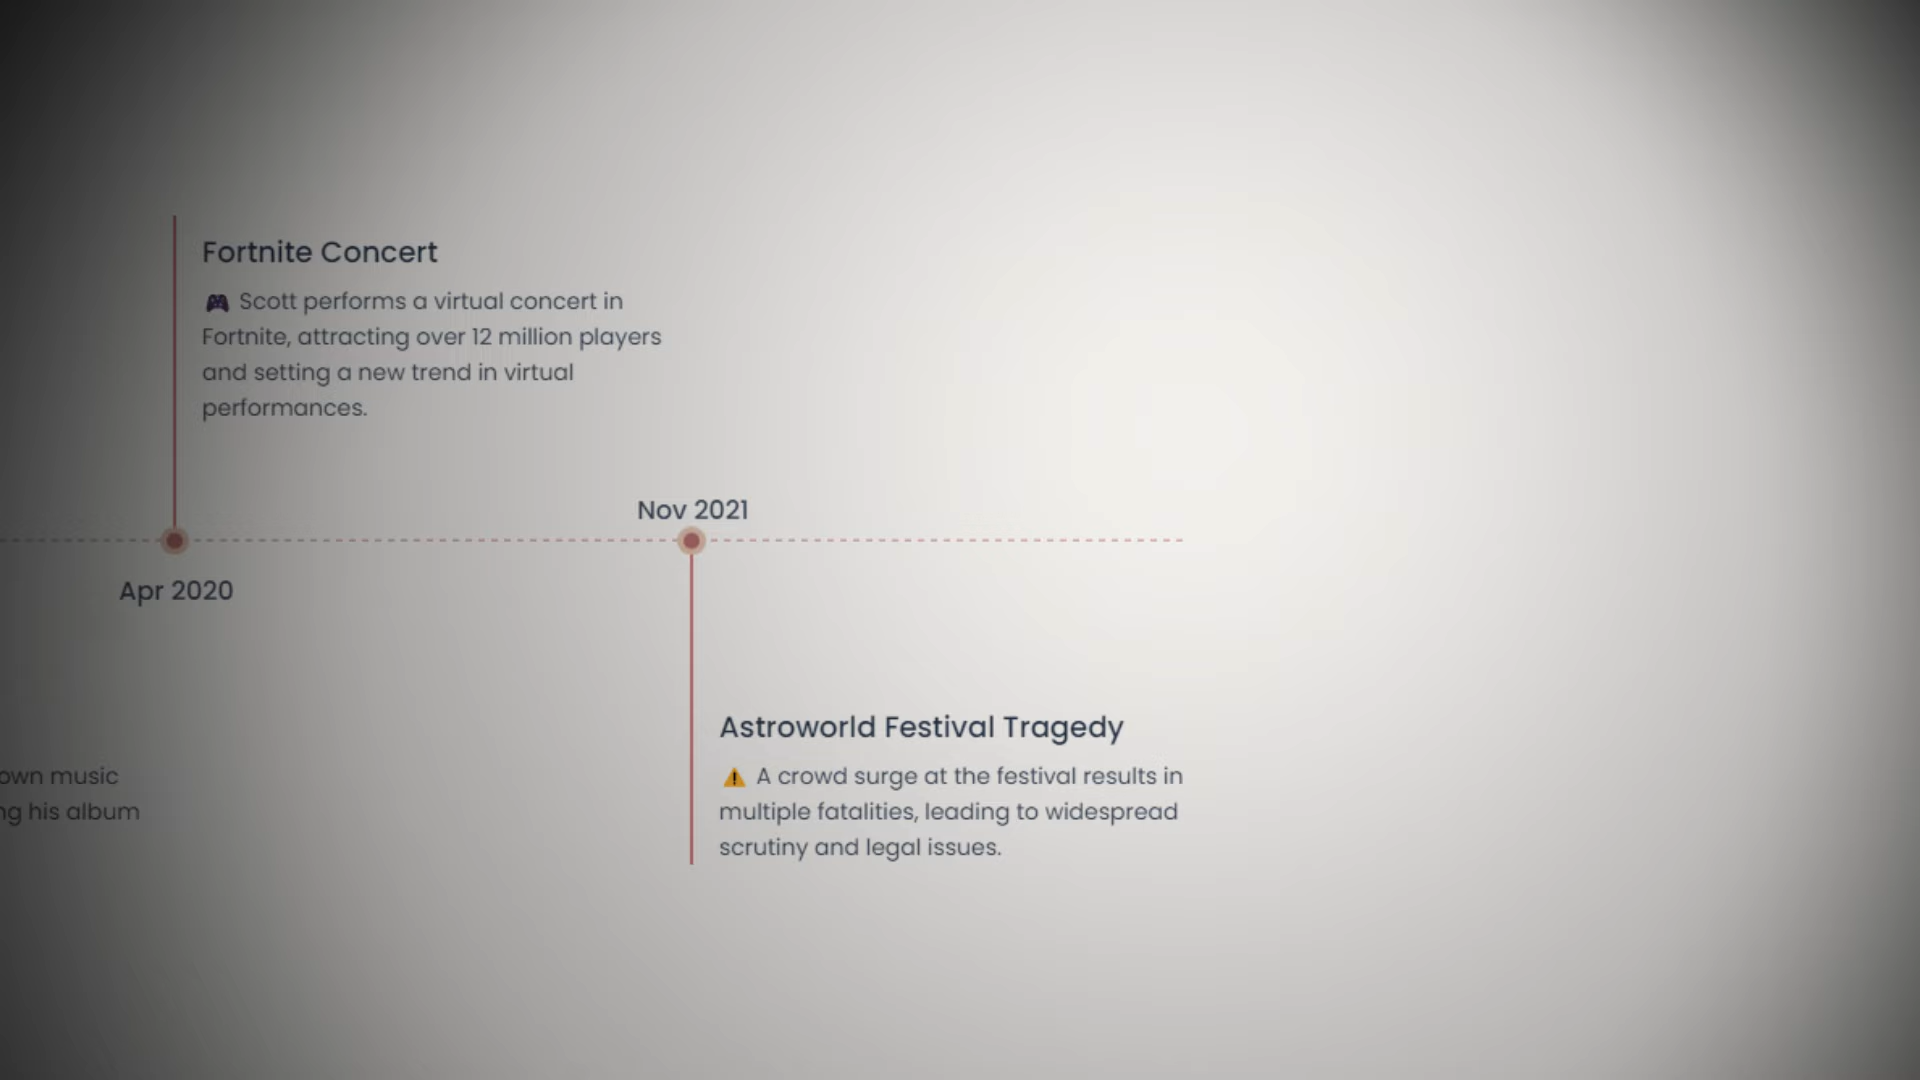 Fortnite Concert
🎮 Scott performs a virtual concert in
Fortnite, attracting over 12 million players
and setting a new trend in virtual
performances.
Apr 2020
own music
his album
Nov 2021
Astroworld Festival Tragedy
⚠️ A crowd surge at the festival results in
multiple fatalities, leading to widespread
scrutiny and legal issues.